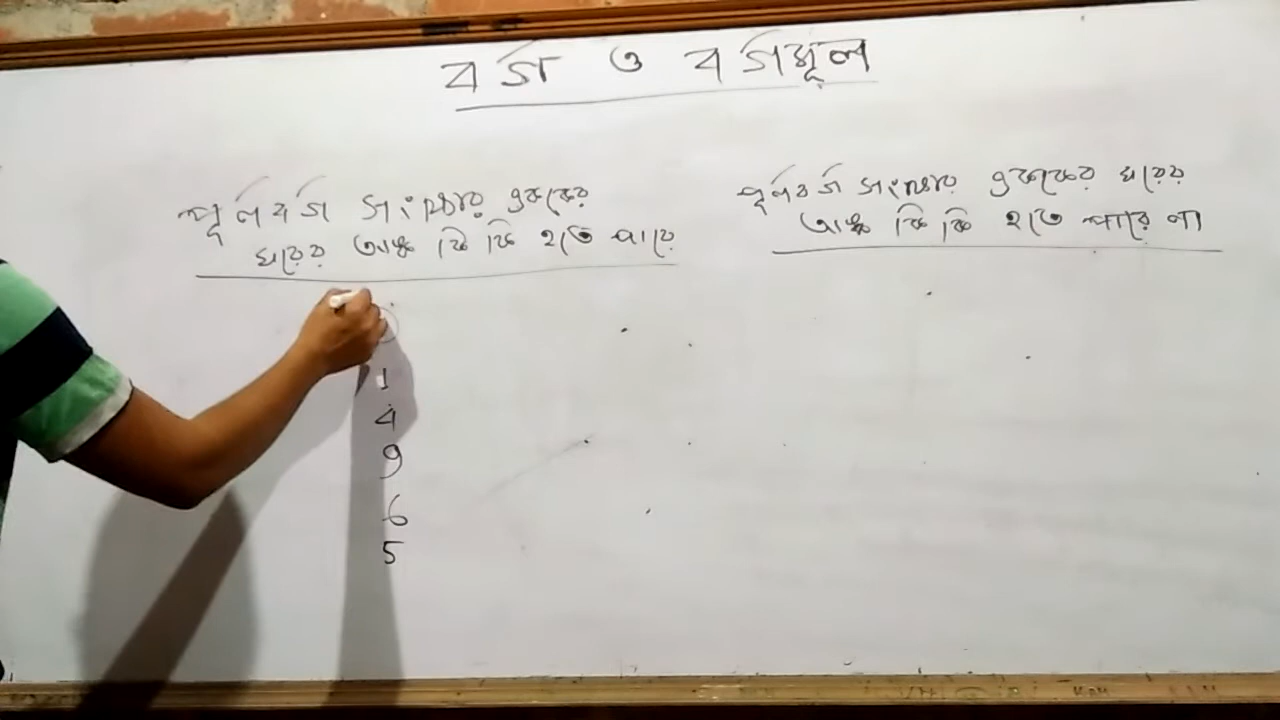 বর্গ ও বর্গমূল
পূর্ণবর্গ সংখ্যার এককের
ঘরের অঙ্ক কি কি হতে পারে
1
4
9
6
5
পূর্ণবর্গ সংখ্যার এককের ঘরের
অঙ্ক কি কি হতে পারে না